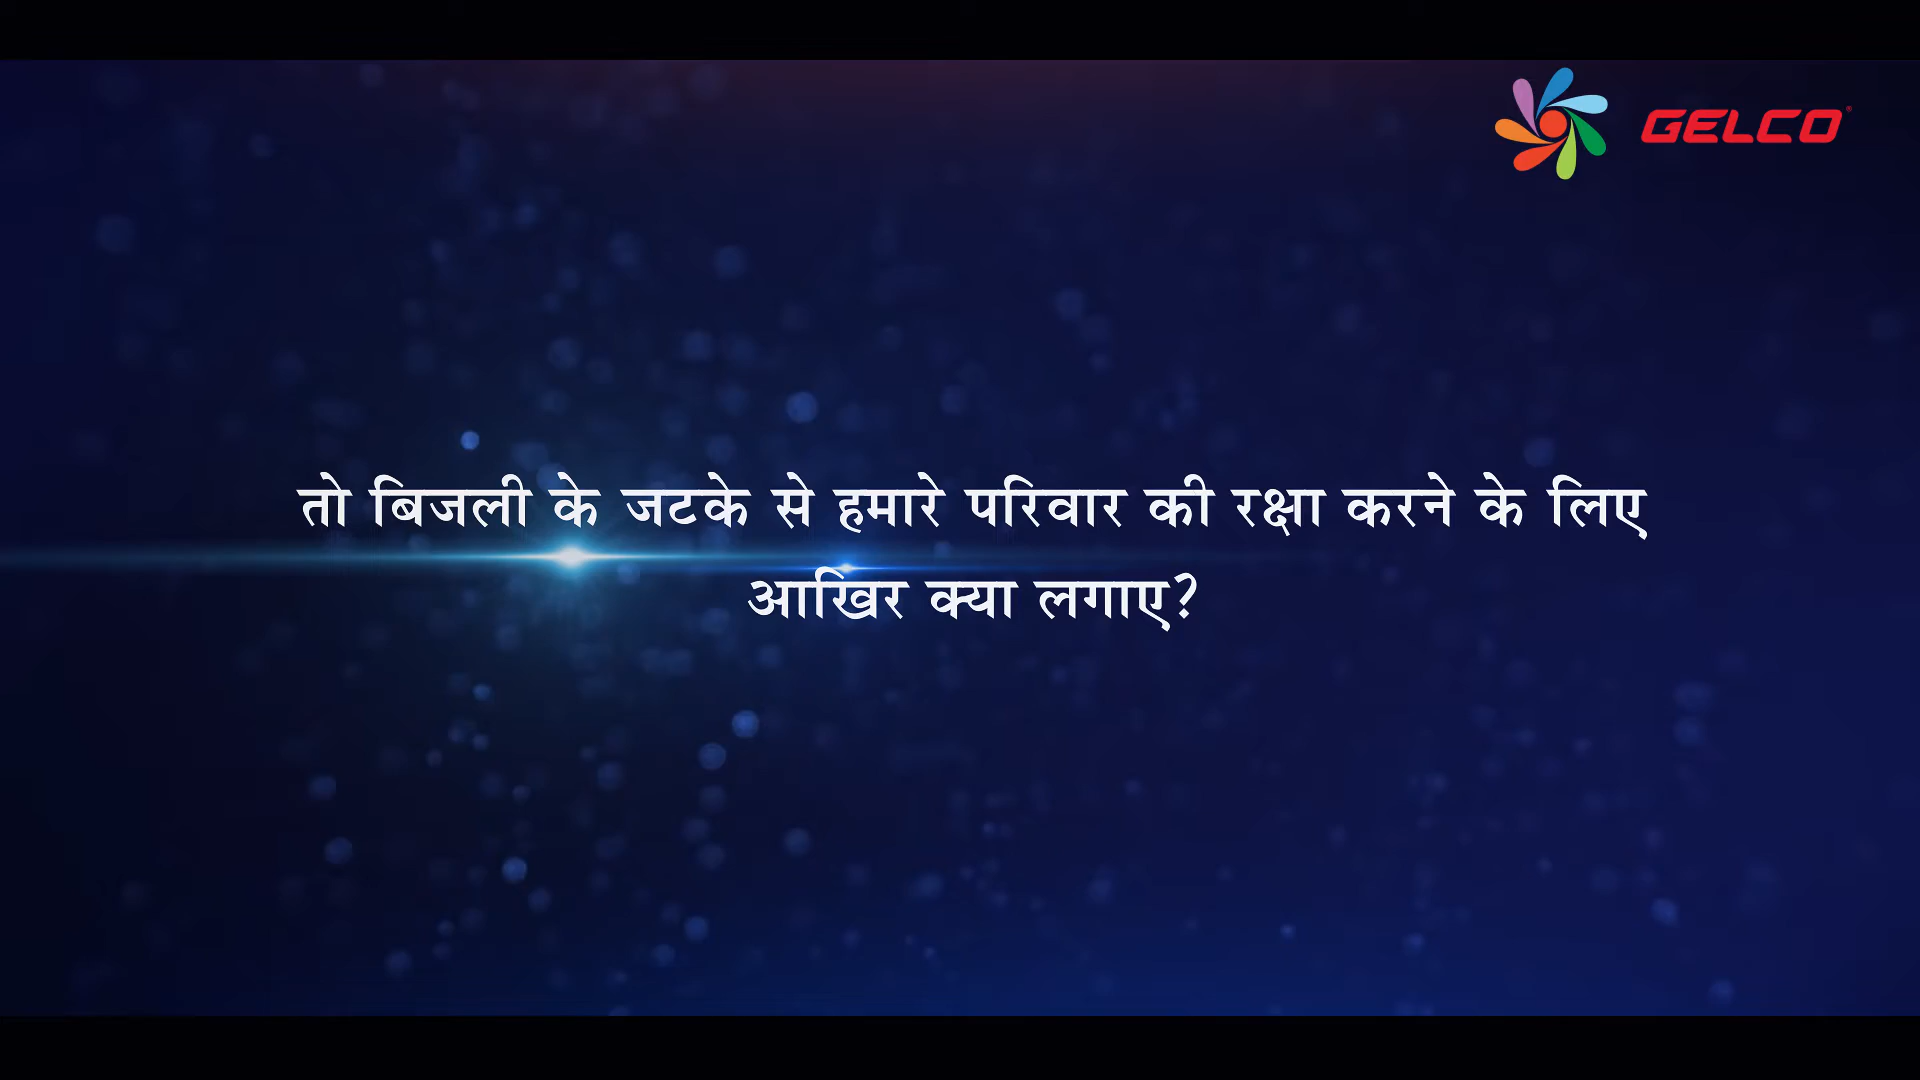 GELCO®
तो बिजली के जटके से हमारे परिवार की रक्षा करने के लिए
आखिर क्या लगाए?